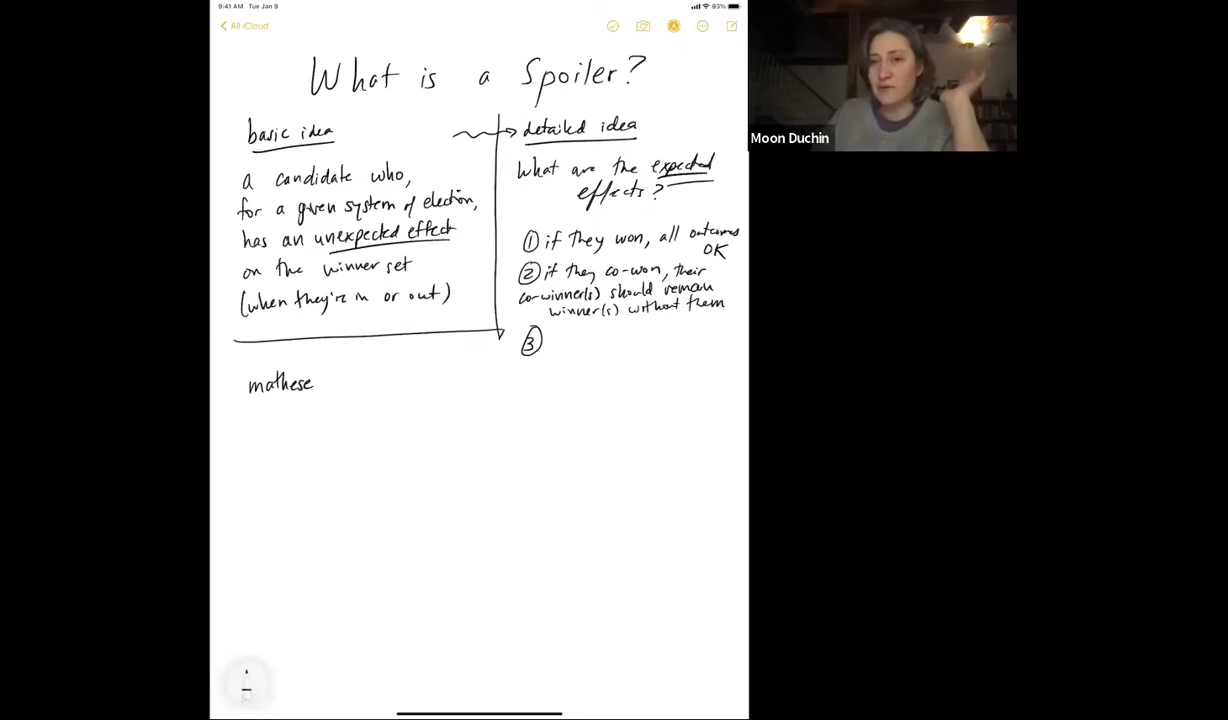 9:41 AM Tue Jan 9
93%
All iCloud
What is a Spoiler?
basic idea
a candidate who,
for a given system of election,
has an unexpected effect
on the winner set
(when they're in or out)
mathese
detailed idea
What are the expected
effects?
① if they won, all outcomes
OK
② if they co-won, their
co-winner(s) should remain
winner(s) without them
③
Moon Duchin